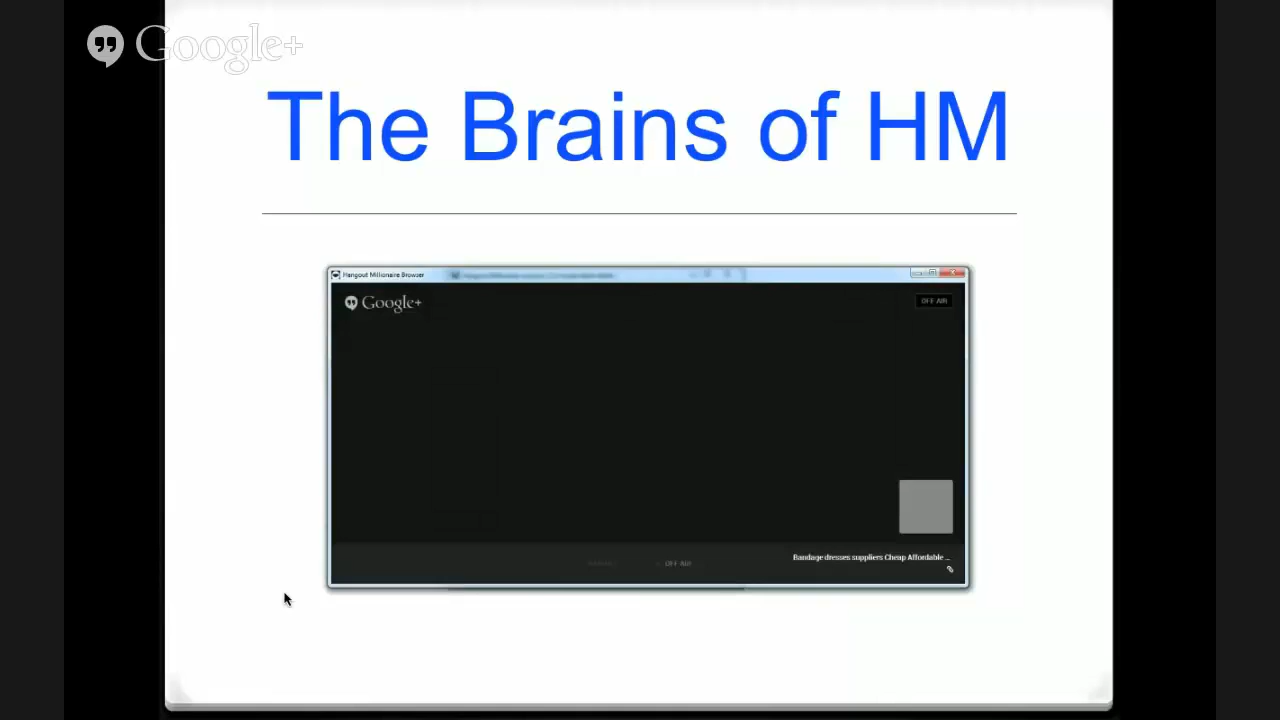 Google+
The Brains of HM
Hangout Millionaire Browser
Google+
OFF AIR
OFF AIR
Bandage dresses suppliers Cheap Affordable ...